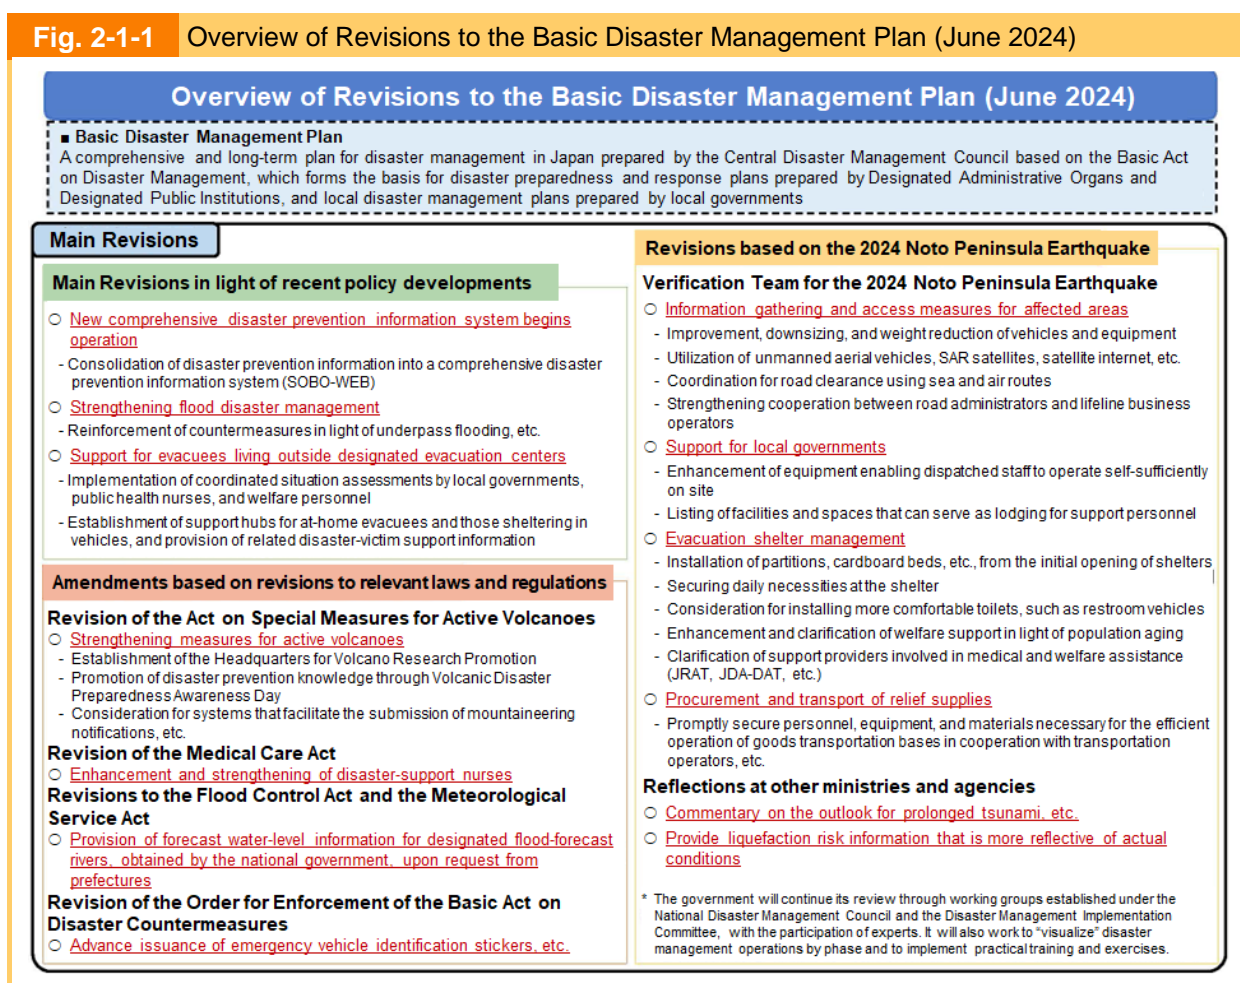 Fig. 2-1-1 Overview of Revisions to the Basic Disaster Management Plan (June 2024)
Overview of Revisions to the Basic Disaster Management Plan (June 2024)
■ Basic Disaster Management Plan
A comprehensive and long-term plan for disaster management in Japan prepared by the Central Disaster Management Council based on the Basic Act
on Disaster Management, which forms the basis for disaster preparedness and response plans prepared by Designated Administrative Organs and
Designated Public Institutions, and local disaster management plans prepared by local governments
Main Revisions
Main Revisions in light of recent policy developments
○ New comprehensive disaster prevention information system begins
operation
- Consolidation of disaster prevention information into a comprehensive disaster
prevention information system (SOBO-WEB)
○ Strengthening flood disaster management
- Reinforcement of countermeasures in light of underpass flooding, etc.
○ Support for evacuees living outside designated evacuation centers
- Implementation of coordinated situation assessments by local governments,
public health nurses, and welfare personnel
- Establishment of support hubs for at-home evacuees and those sheltering in
vehicles, and provision of related disaster-victim support information
Amendments based on revisions to relevant laws and regulations
Revision of the Act on Special Measures for Active Volcanoes
○ Strengthening measures for active volcanoes
- Establishment of the Headquarters for Volcano Research Promotion
- Promotion of disaster prevention knowledge through Volcanic Disaster
Preparedness Awareness Day
- Consideration for systems that facilitate the submission of mountaineering
notifications, etc.
Revision of the Medical Care Act
○ Enhancement and strengthening of disaster-support nurses
Revisions to the Flood Control Act and the Meteorological
Service Act
○ Provision of forecast water-level information for designated flood-forecast
rivers, obtained by the national government, upon request from
prefectures
Revision of the Order for Enforcement of the Basic Act on
Disaster Countermeasures
○ Advance issuance of emergency vehicle identification stickers, etc.
Revisions based on the 2024 Noto Peninsula Earthquake
Verification Team for the 2024 Noto Peninsula Earthquake
○ Information gathering and access measures for affected areas
- Improvement, downsizing, and weight reduction of vehicles and equipment
- Utilization of unmanned aerial vehicles, SAR satellites, satellite internet, etc.
- Coordination for road clearance using sea and air routes
- Strengthening cooperation between road administrators and lifeline business
operators
○ Support for local governments
- Enhancement of equipment enabling dispatched staff to operate self-sufficiently
on site
- Listing of facilities and spaces that can serve as lodging for support personnel
○ Evacuation shelter management
- Installation of partitions, cardboard beds, etc., from the initial opening of shelters
- Securing daily necessities at the shelter
- Consideration for installing more comfortable toilets, such as restroom vehicles
- Enhancement and clarification of welfare support in light of population aging
- Clarification of support providers involved in medical and welfare assistance
(JRAT, JDA-DAT, etc.)
○ Procurement and transport of relief supplies
- Promptly secure personnel, equipment, and materials necessary for the efficient
operation of goods transportation bases in cooperation with transportation
operators, etc.
Reflections at other ministries and agencies
○ Commentary on the outlook for prolonged tsunami, etc.
○ Provide liquefaction risk information that is more reflective of actual
conditions
* The government will continue its review through working groups established under the
National Disaster Management Council and the Disaster Management Implementation
Committee, with the participation of experts. It will also work to “visualize” disaster
management operations by phase and to implement practical training and exercises.